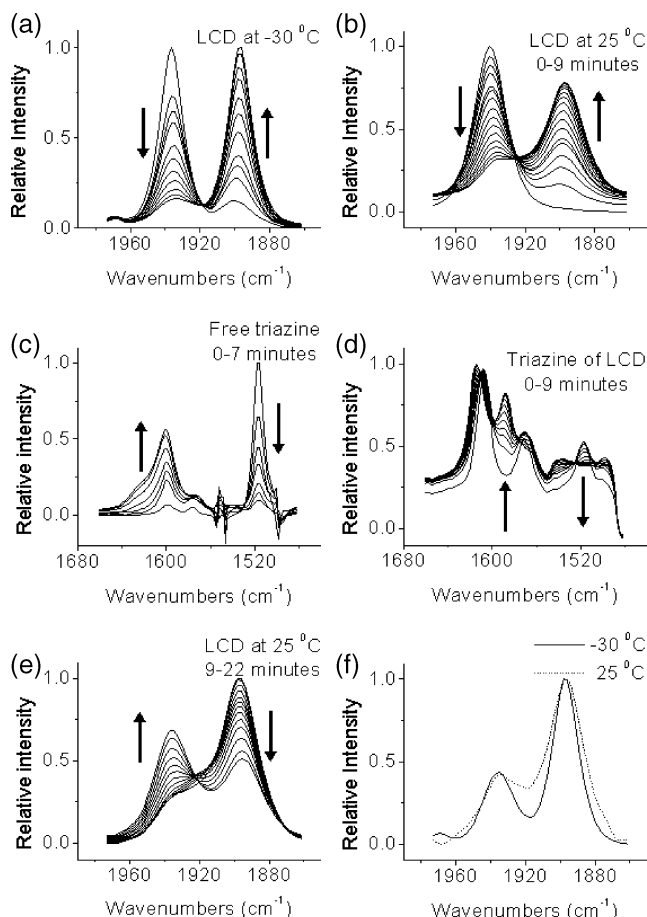 (a)
LCD at -30 ⁰C
Relative Intensity
1.0
0.5
0.0
1960 1920 1880
Wavenumbers (cm⁻¹)
(b)
LCD at 25 ⁰C
0-9 minutes
Relative Intensity
1.0
0.5
0.0
1960 1920 1880
Wavenumbers (cm⁻¹)
(c)
Free triazine
0-7 minutes
Relative intensity
1.0
0.5
0.0
1680 1600 1520
Wavenumbers (cm⁻¹)
(d)
Triazine of LCD
0-9 minutes
Relative intensity
1.0
0.5
0.0
1680 1600 1520
Wavenumbers (cm⁻¹)
(e)
LCD at 25 ⁰C
9-22 minutes
Relative intensity
1.0
0.5
0.0
1960 1920 1880
Wavenumbers (cm⁻¹)
(f)
-30 ⁰C
25 ⁰C
Relative Intensity
1.0
0.5
0.0
1960 1920 1880
Wavenumbers (cm⁻¹)